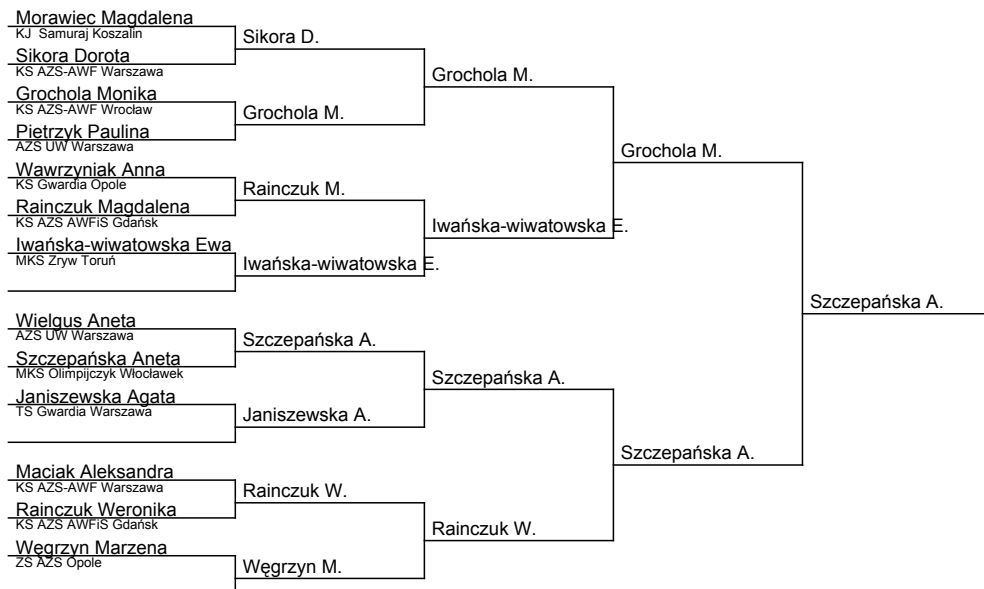 Morawiec Magdalena
KJ  Samuraj Koszalin
Sikora Dorota
KS AZS-AWF Warszawa
Grochola Monika
KS AZS-AWF Wrocław
Pietrzyk Paulina
AZS UW Warszawa
Wawrzyniak Anna
KS Gwardia Opole
Rainczuk Magdalena
KS AZS AWFiS Gdańsk
Iwańska-wiwatowska Ewa
MKS Zryw Toruń
Wielgus Aneta
AZS UW Warszawa
Szczepańska Aneta
MKS Olimpijczyk Włocławek
Janiszewska Agata
TS Gwardia Warszawa
Maciak Aleksandra
KS AZS-AWF Warszawa
Rainczuk Weronika
KS AZS AWFiS Gdańsk
Węgrzyn Marzena
ZS AZS Opole
Sikora D.
Grochola M.
Rainczuk M.
Iwańska-wiwatowska E.
Szczepańska A.
Janiszewska A.
Rainczuk W.
Węgrzyn M.
Grochola M.
Iwańska-wiwatowska E.
Szczepańska A.
Rainczuk W.
Grochola M.
Szczepańska A.
Szczepańska A.